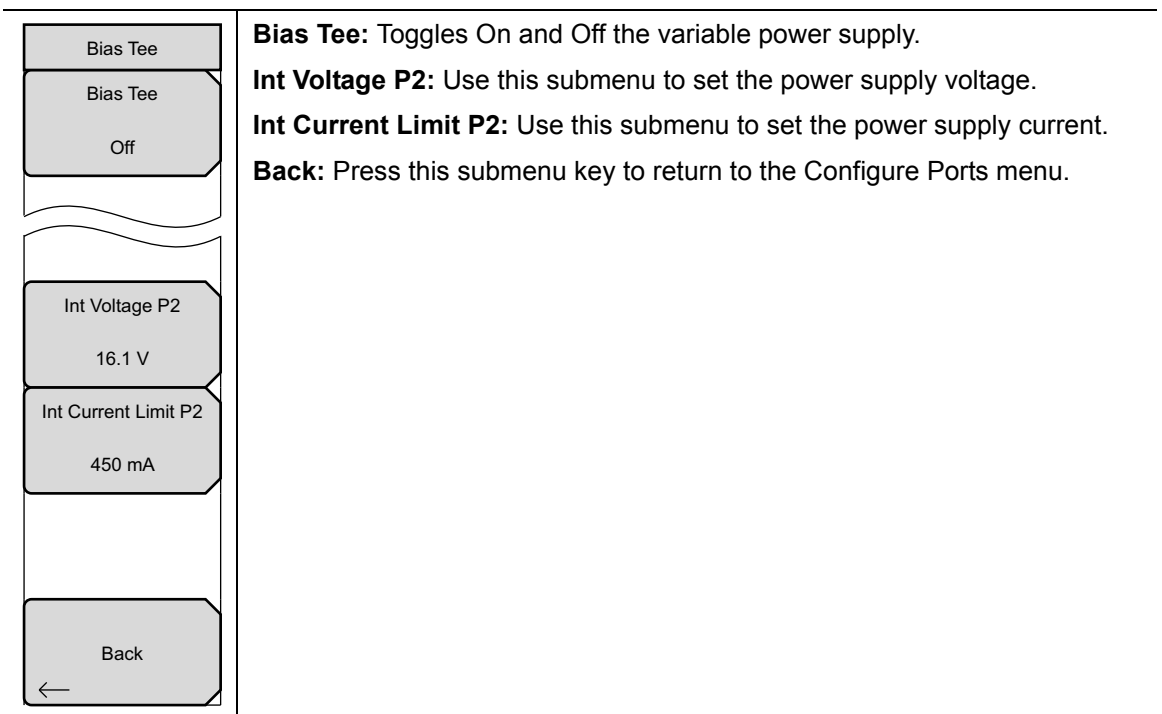 Bias Tee
Bias Tee
Off
Int Voltage P2
16.1 V
Int Current Limit P2
450 mA
Back
Bias Tee: Toggles On and Off the variable power supply.
Int Voltage P2: Use this submenu to set the power supply voltage.
Int Current Limit P2: Use this submenu to set the power supply current.
Back: Press this submenu key to return to the Configure Ports menu.